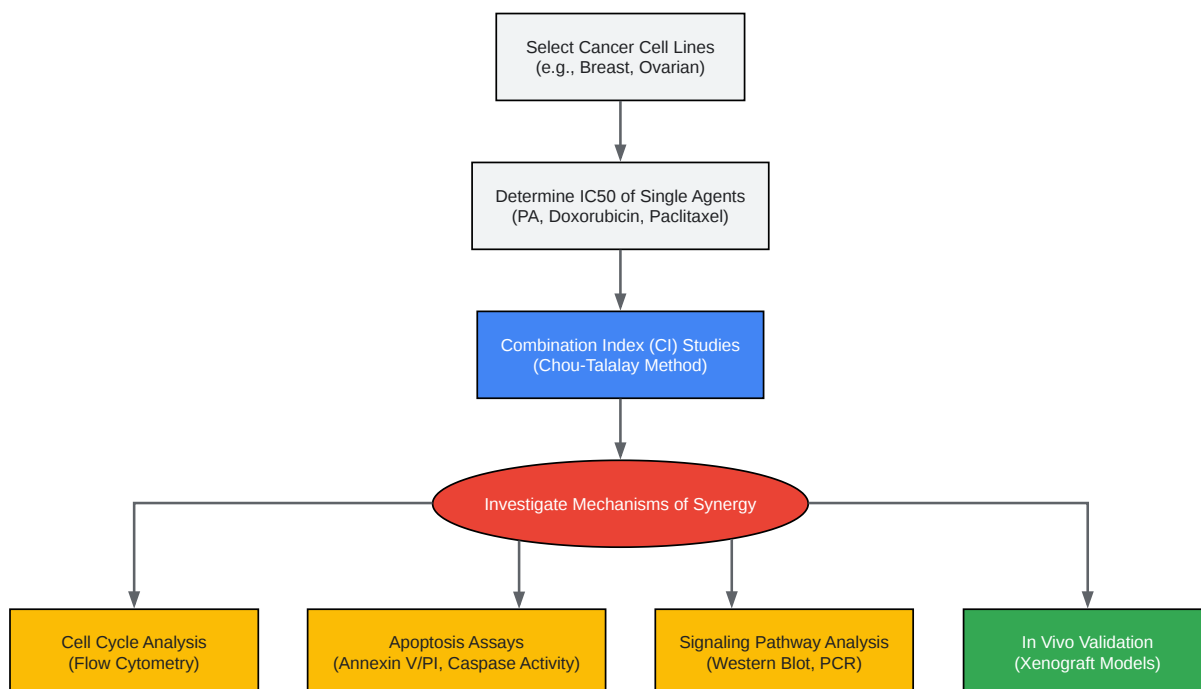 Select Cancer Cell Lines
(e.g., Breast, Ovarian)
Determine IC50 of Single Agents
(PA, Doxorubicin, Paclitaxel)
Combination Index (CI) Studies
(Chou-Talalay Method)
Investigate Mechanisms of Synergy
Cell Cycle Analysis
(Flow Cytometry)
Apoptosis Assays
(Annexin V/PI, Caspase Activity)
Signaling Pathway Analysis
(Western Blot, PCR)
In Vivo Validation
(Xenograft Models)